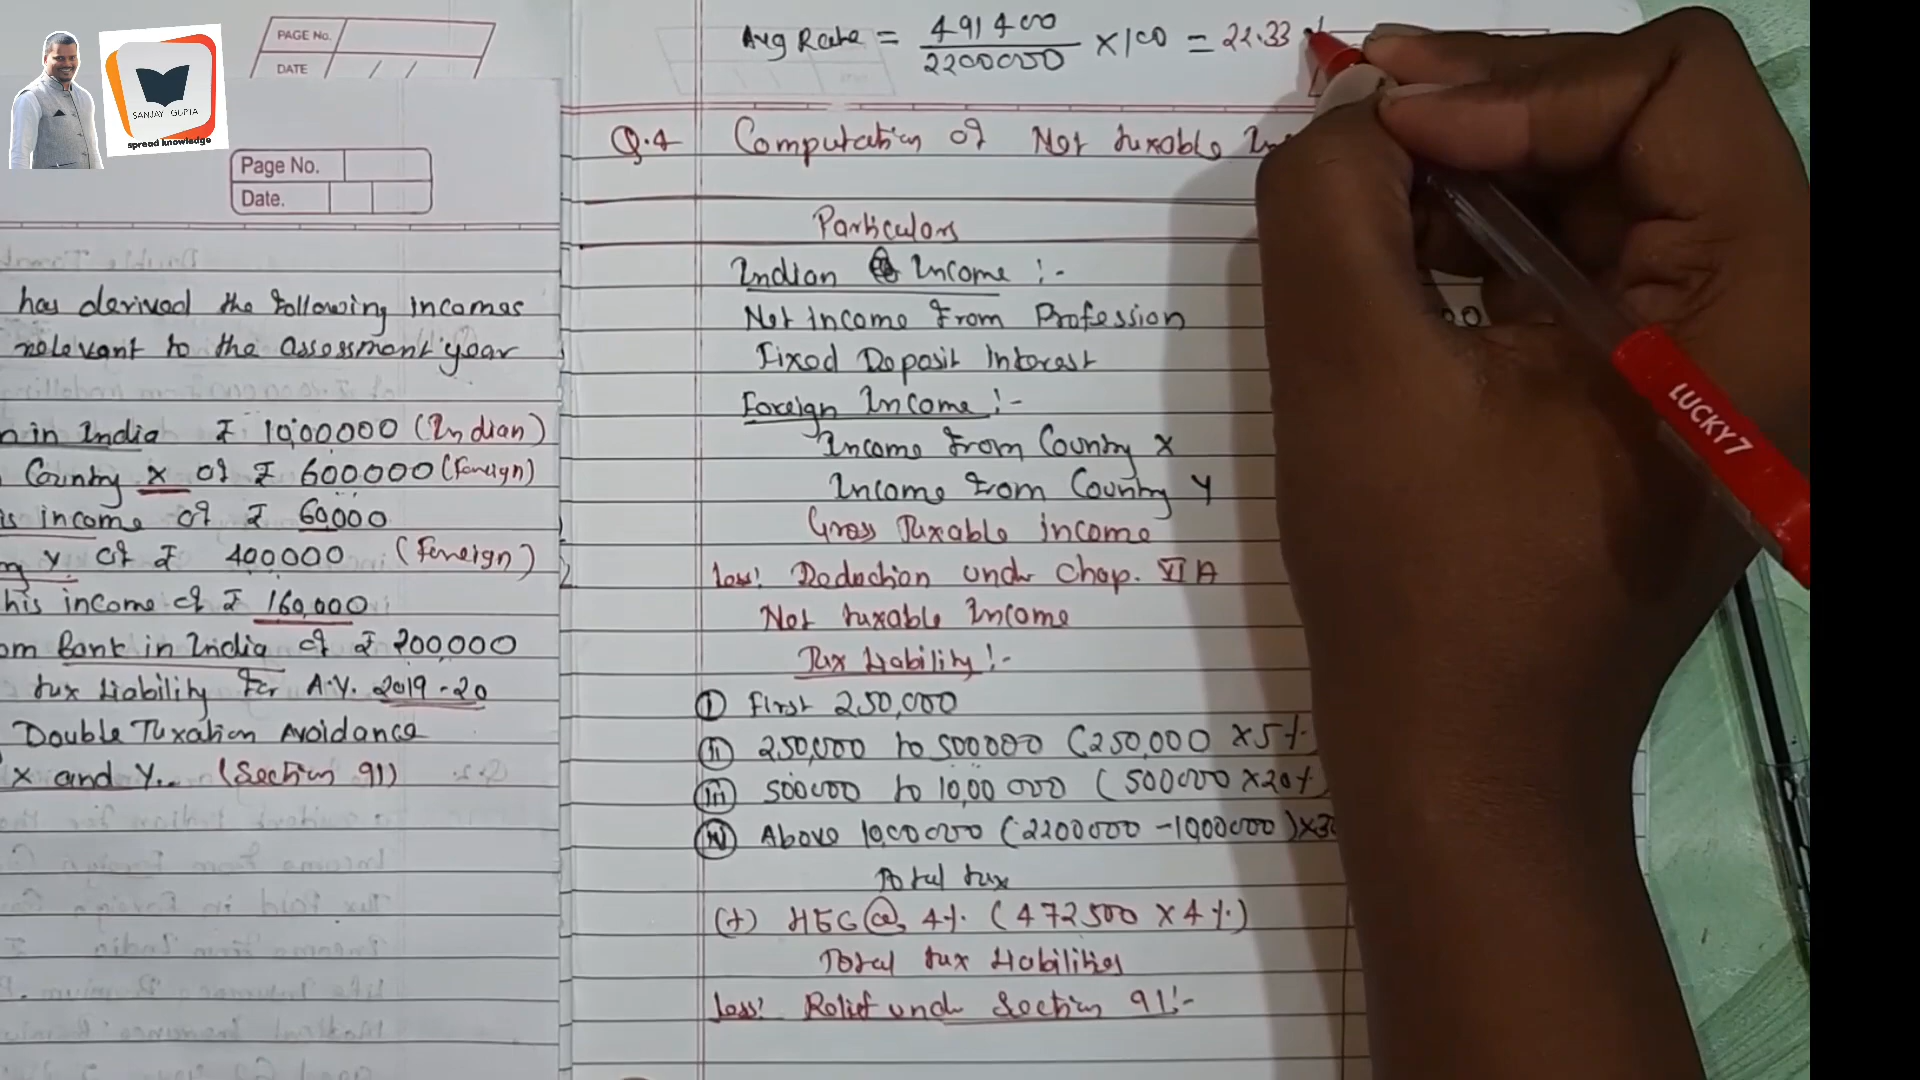 PAGE No.
DATE
SANJAY GUPTA
spread knowledge
Page No.
Date.
has derived the following incomes
relevant to the assessment year
n in India ₹ 10,00000 (Indian)
Country X of ₹ 600000 (Foreign)
is income of ₹ 60000
y of ₹ 400000 (Foreign)
his income of ₹ 160,000
om Bank in India of ₹ 200000
tax liability for A.Y. 2019-20
Double Taxation Avoidance
X and Y.. (Section 91)
Avg Rate = 491400 / 2200000 × 100 = 22.33 %
Q.4 Computation of Net taxable In
Particulars
Indian Income :-
Net income from Profession
Fixed Deposit Interest
Foreign Income :-
Income from Country X
Income from Country Y
Gross Taxable income
less: Deduction under Chap. VI A
Net taxable Income
Tax liability :-
(i) First 250,000
(ii) 250,000 to 500000 (250,000 × 5%
(iii) 500000 to 10,00 000 (500000 × 20%)
(iv) Above 1000000 (2200000 - 1000000) × 30
Total tax
(+) HEC @ 4% (472500 × 4%)
Total tax liabilities
less: Relief under Section 91:-
LUCKY7